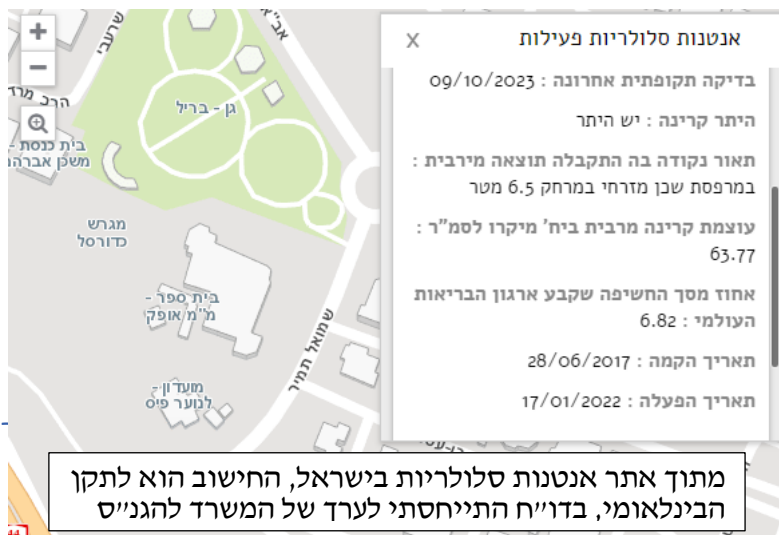 אנטנות סלולריות פעילות
X
בדיקה תקופתית אחרונה : 09/10/2023
היתר קרינה : יש היתר
תאור נקודה בה התקבלה תוצאה מירבית :
במרפסת שכן מזרחי במרחק 6.5 מטר
עוצמת קרינה מרבית ביח' מיקרו לסמ"ר :
63.77
אחוז מסך החשיפה שקבע ארגון הבריאות
העולמי : 6.82
תאריך הקמה : 28/06/2017
תאריך הפעלה : 17/01/2022
+
−
שרעבי
גן - בריל
בית כנסת -
משכן אברהם
מגרש
כדורסל
בית ספר -
מ"מ אופק
שמואל תמיר
מועדון -
לנוער פיס
מתוך אתר אנטנות סלולריות בישראל, החישוב הוא לתקן
הבינלאומי, בדו״ח התייחסתי לערך של המשרד להגנ״ס